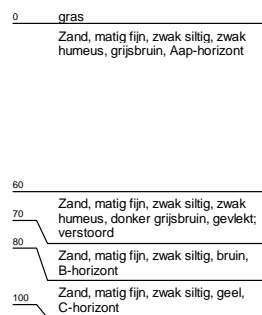 0 gras
Zand, matig fijn, zwak siltig, zwak
humeus, grijsbruin, Aap-horizont
60
Zand, matig fijn, zwak siltig, zwak
70 humeus, donker grijsbruin, gevlekt;
verstoord
80
Zand, matig fijn, zwak siltig, bruin,
B-horizont
Zand, matig fijn, zwak siltig, geel,
100 C-horizont